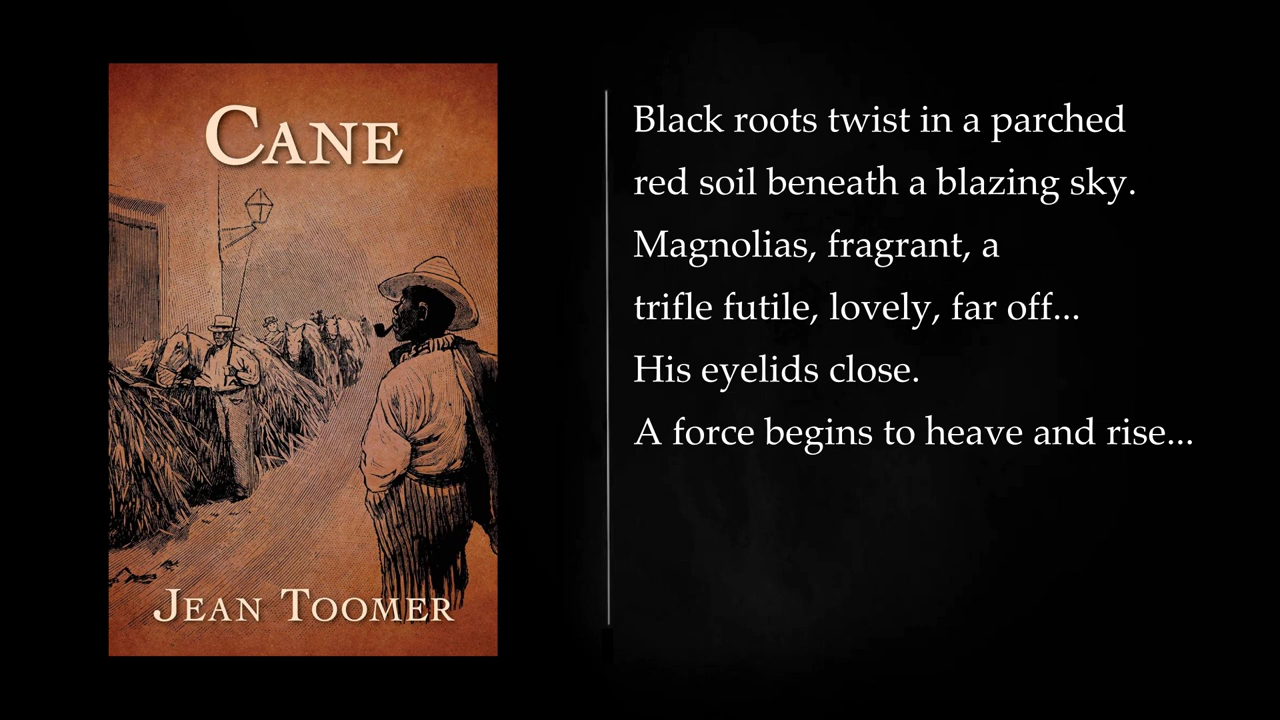 CANE
JEAN TOOMER
Black roots twist in a parched
red soil beneath a blazing sky.
Magnolias, fragrant, a
trifle futile, lovely, far off...
His eyelids close.
A force begins to heave and rise...